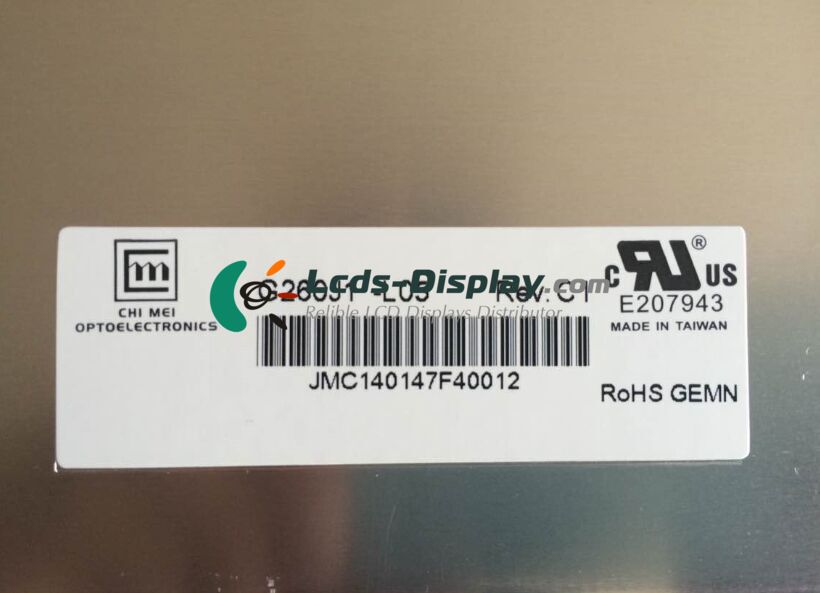 CHI MEI
OPTOELECTRONICS
Rev. C1
Lcds-Display.com
Relible LCD Displays Distributor
JMC140147F40012
C US
®
E207943
MADE IN TAIWAN
RoHS GEMN